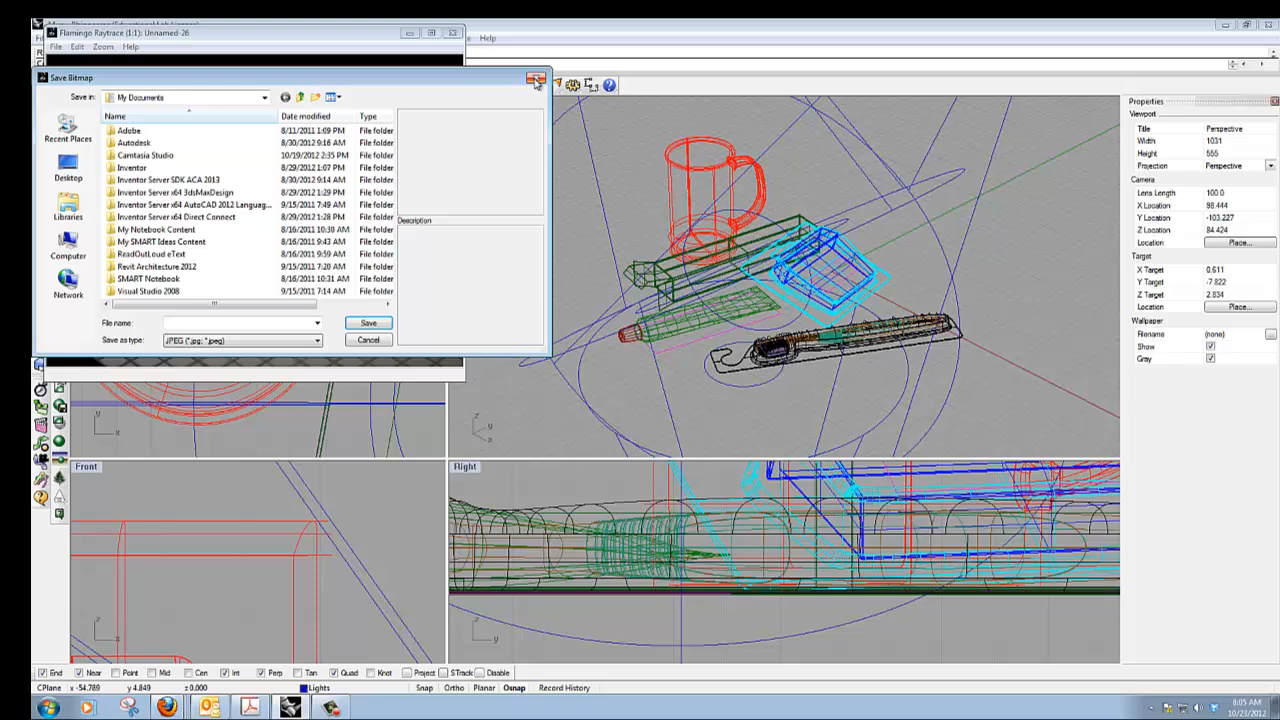 Flamingo Raytrace (1:1): Unnamed-26
File Edit Zoom Help
Help
Save Bitmap
Save in: My Documents
Name Date modified Type
Adobe 8/11/2011 1:09 PM File folder
Autodesk 8/30/2012 9:16 AM File folder
Camtasia Studio 10/19/2012 2:35 PM File folder
Inventor 8/29/2012 1:07 PM File folder
Inventor Server SDK ACA 2013 8/30/2012 9:14 AM File folder
Inventor Server x64 3dsMaxDesign 8/29/2012 1:29 PM File folder
Inventor Server x64 AutoCAD 2012 Languag... 9/15/2011 7:49 AM File folder
Inventor Server x64 Direct Connect 8/29/2012 1:28 PM File folder
My Notebook Content 8/16/2011 10:30 AM File folder
My SMART Ideas Content 8/16/2011 9:43 AM File folder
ReadOutLoud eText 8/16/2011 9:59 AM File folder
Revit Architecture 2012 9/15/2011 7:20 AM File folder
SMART Notebook 8/16/2011 10:31 AM File folder
Visual Studio 2008 9/15/2011 7:14 AM File folder
Recent Places
Desktop
Libraries
Computer
Network
Description
File name:
Save
Save as type: JPEG (*.jpg; *.jpeg)
Cancel
Properties
Viewport
Title Perspective
Width 1031
Height 555
Projection Perspective
Camera
Lens Length 100.0
X Location 98.444
Y Location -103.227
Z Location 84.424
Location Place...
Target
X Target 0.611
Y Target -7.822
Z Target 2.834
Location Place...
Wallpaper
Filename (none)
Show
Gray
z
y
x
y
x
Front
Right
z
x
z
y
End Near Point Mid Cen Int Perp Tan Quad Knot Project STrack Disable
CPlane x -54.789 y 4.849 z 0.000 Lights Snap Ortho Planar Osnap Record History
8:05 AM
10/23/2012